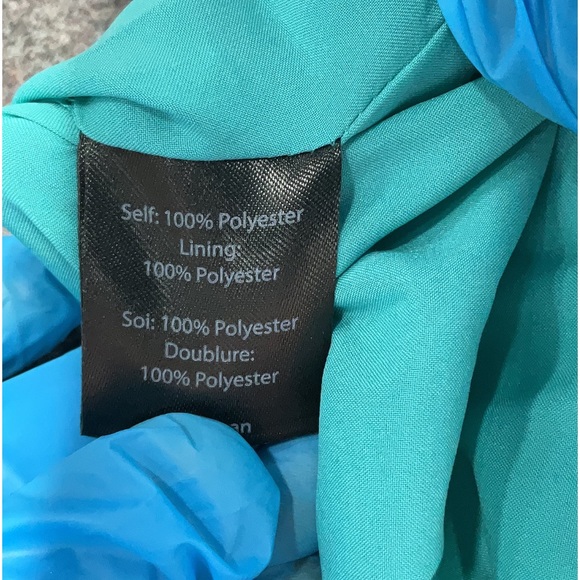 Self: 100% Polyester
Lining:
100% Polyester
Soi: 100% Polyester
Doublure:
100% Polyester